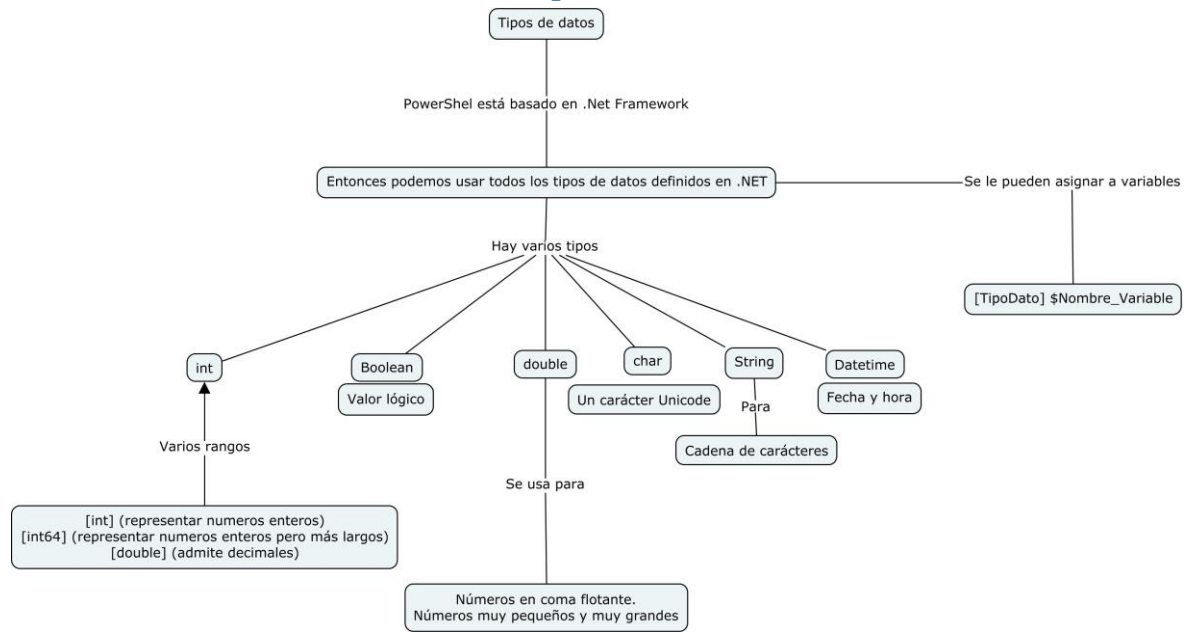 Tipos de datos
PowerShel está basado en .Net Framework
Entonces podemos usar todos los tipos de datos definidos en .NET
Se le pueden asignar a variables
Hay varios tipos
[TipoDato] $Nombre_Variable
int
Boolean
double
char
String
Datetime
Valor lógico
Un carácter Unicode
Para
Fecha y hora
Varios rangos
Cadena de carácteres
Se usa para
[int] (representar numeros enteros)
[int64] (representar numeros enteros pero más largos)
[double] (admite decimales)
Números en coma flotante.
Números muy pequeños y muy grandes